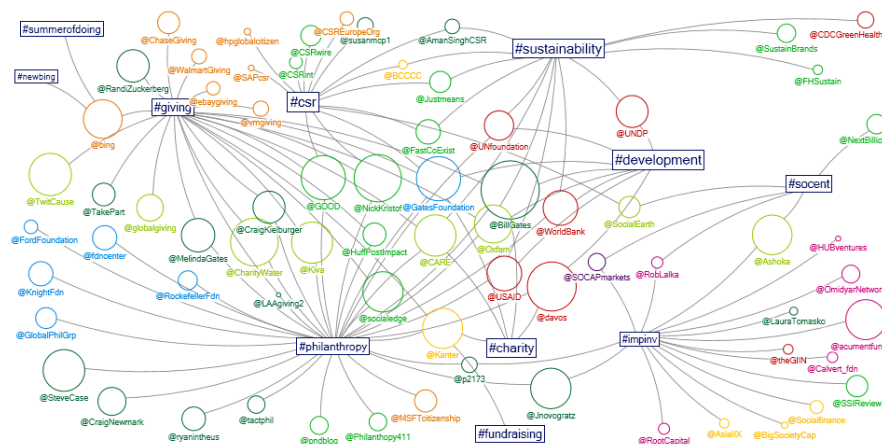 #summerofdoing
@ChaseGiving
@hpglobalcitizen
@CSREuropeOrg
@susanmcp1
@AmanSinghCSR
@CDCGreenHealth
@CSRwire
#sustainability
@SustainBrands
#newbing
@WalmartGiving
@SAPcsr
@CSRint
@BCCCC
@FHSustain
@RandiZuckerberg
@ebaygiving
#csr
@Justmeans
#giving
@vmgiving
@UNDP
@bing
@FastCoExist
@UNfoundation
@NextBillion
#development
#socent
@TwitCause
@TakePart
@globalgiving
@CraigKielburger
@GOOD
@NickKristof
@GatesFoundation
@BillGates
@WorldBank
@SocialEarth
@FordFoundation
@fdncenter
@MelindaGates
@CharityWater
@Kiva
@HuffPostImpact
@CARE
@Oxfam
@SOCAPmarkets
@RobLalka
@HUBventures
@Ashoka
@KnightFdn
@RockefellerFdn
@LAAgiving2
@socialedge
@USAID
@davos
@OmidyarNetwork
@GlobalPhilGrp
#philanthropy
@Kanter
#charity
#impinv
@LauraTomasko
@acumenfund
@theGIIN
@Calvert_fdn
@SteveCase
@p2173
@Jnovogratz
@SSIReview
@CraigNewmark
@ryanintheus
@tactphil
@pndblog
@Philanthopy411
@MSFTcitizenship
#fundraising
@RootCapital
@AsiaIIX
@BigSocietyCap
@Socialfinance